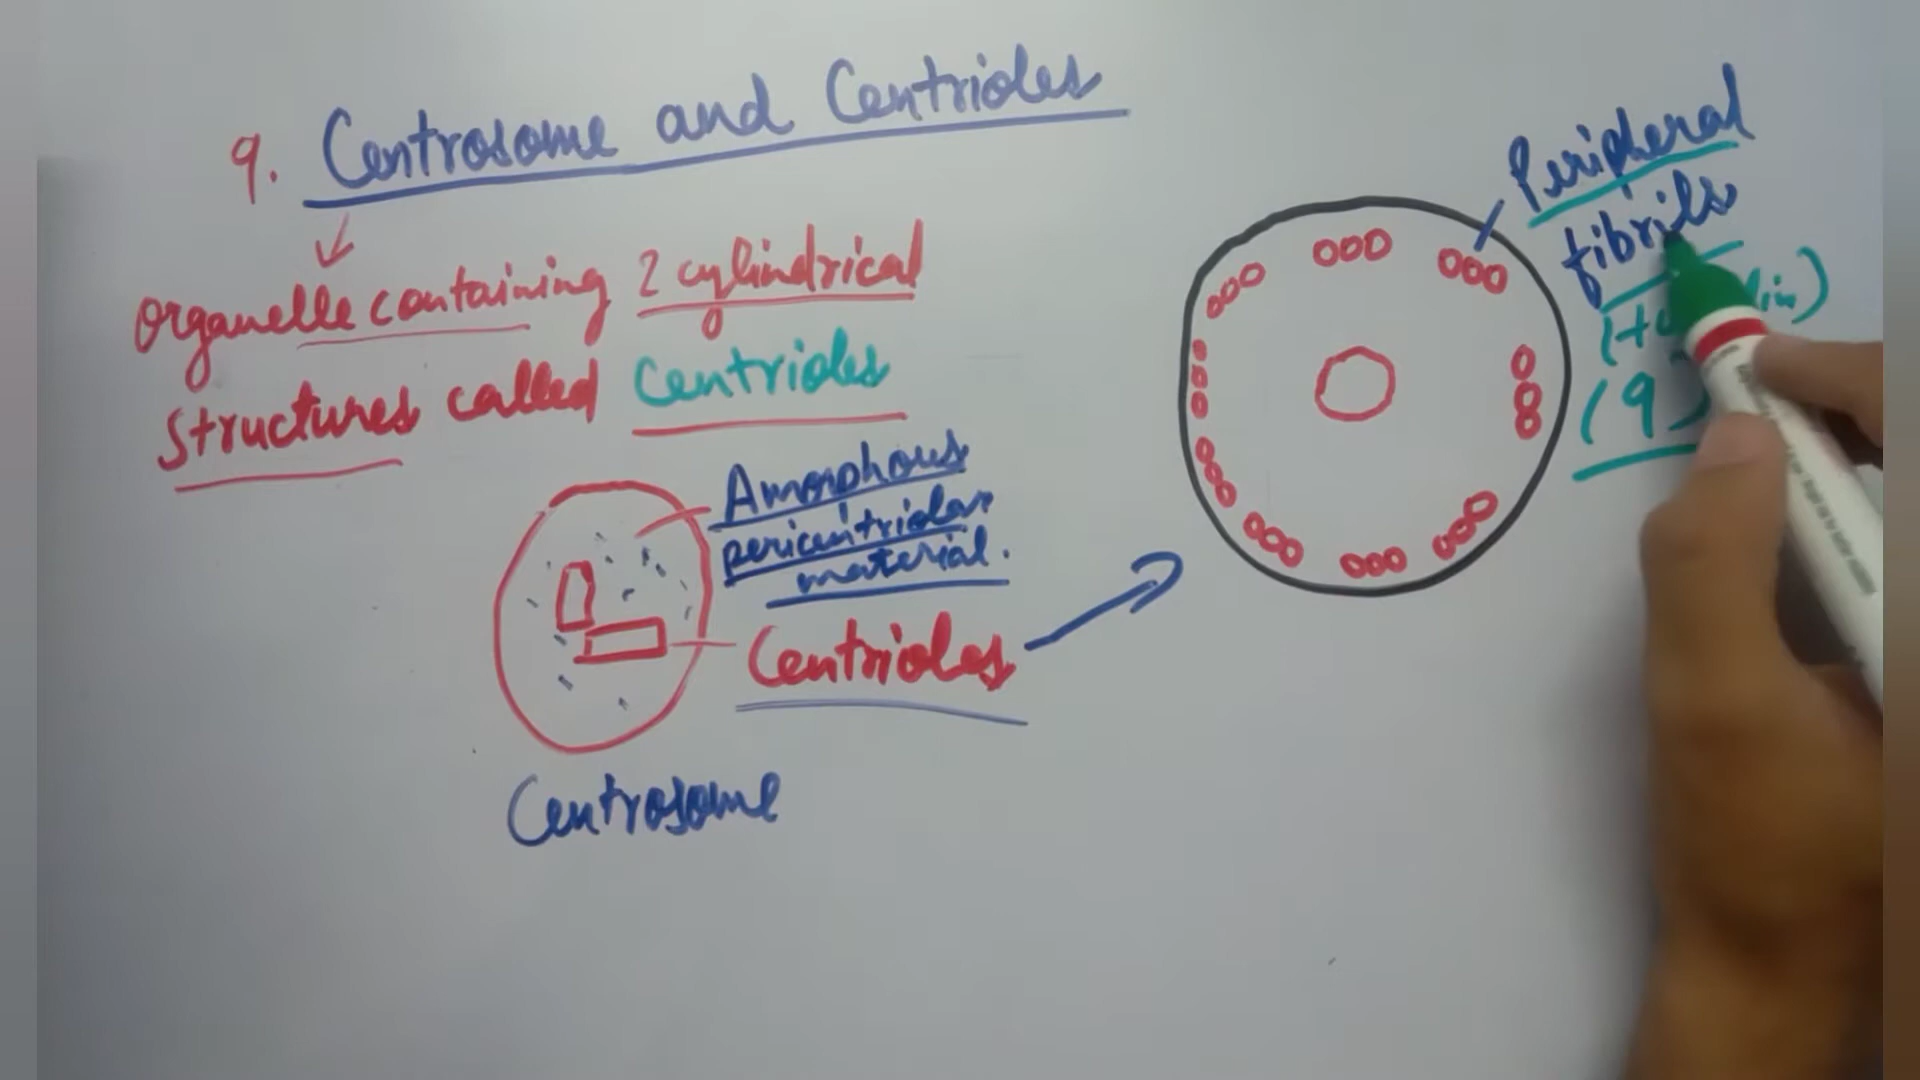 9. Centrosome and Centrioles
Organelle containing 2 cylindrical
Structures called Centrioles
Amorphous
pericentriolar
material.
Centrioles
Centrosome
Peripheral
fibrils
(9